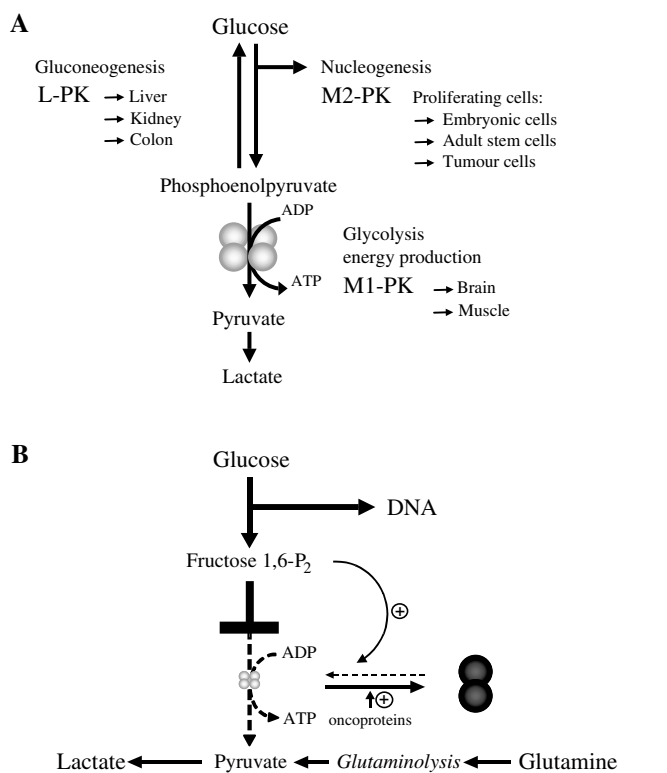 A
Glucose
Gluconeogenesis
L-PK
Liver
Kidney
Colon
Nucleogenesis
M2-PK
Proliferating cells:
Embryonic cells
Adult stem cells
Tumour cells
Phosphoenolpyruvate
ADP
ATP
Glycolysis
energy production
M1-PK
Brain
Muscle
Pyruvate
Lactate
B
Glucose
DNA
Fructose 1,6-P2
+
ADP
ATP
+
oncoproteins
Lactate Pyruvate Glutaminolysis Glutamine